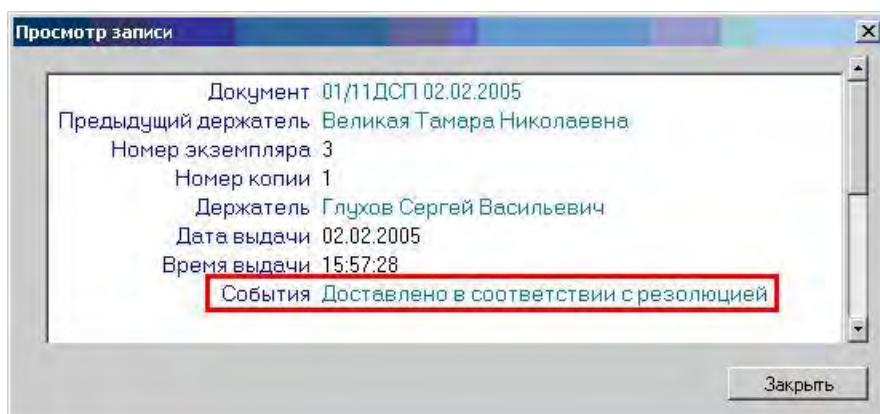 Просмотр записи
Документ 01/11ДСП 02.02.2005
Предыдущий держатель Великая Тамара Николаевна
Номер экземпляра 3
Номер копии 1
Держатель Глухов Сергей Васильевич
Дата выдачи 02.02.2005
Время выдачи 15:57:28
События Доставлено в соответствии с резолюцией
Закрыть